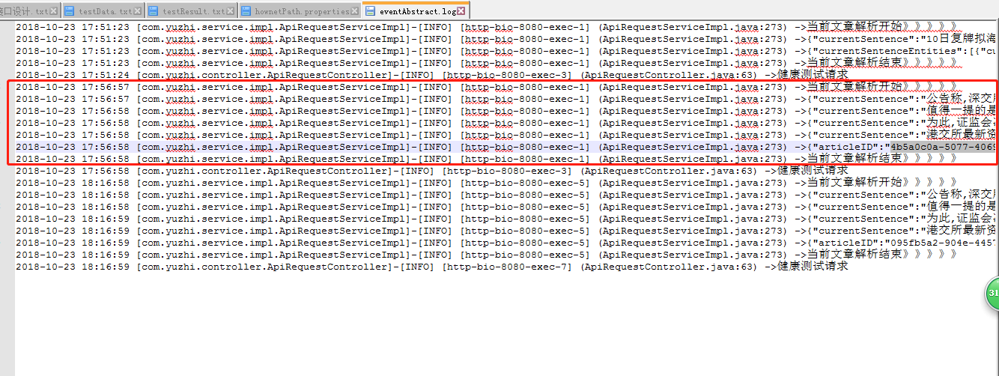 接口设计.txt testData.txt testResult.txt hownetPath.properties eventAbstract.log
2018-10-23 17:51:23 [com.yuzhi.service.impl.ApiRequestServiceImpl]-[INFO] [http-bio-8080-exec-1] (ApiRequestServiceImpl.java:273) ->当前文章解析开始》》》》》
2018-10-23 17:51:23 [com.yuzhi.service.impl.ApiRequestServiceImpl]-[INFO] [http-bio-8080-exec-1] (ApiRequestServiceImpl.java:273) ->{"currentSentence":"10日复牌拟海
2018-10-23 17:51:23 [com.yuzhi.service.impl.ApiRequestServiceImpl]-[INFO] [http-bio-8080-exec-1] (ApiRequestServiceImpl.java:273) ->{"currentSentenceEntities":[{"cu
2018-10-23 17:51:23 [com.yuzhi.service.impl.ApiRequestServiceImpl]-[INFO] [http-bio-8080-exec-1] (ApiRequestServiceImpl.java:273) ->当前文章解析结束》》》》》
2018-10-23 17:51:24 [com.yuzhi.controller.ApiRequestController]-[INFO] [http-bio-8080-exec-3] (ApiRequestController.java:63) ->健康测试请求
2018-10-23 17:56:57 [com.yuzhi.service.impl.ApiRequestServiceImpl]-[INFO] [http-bio-8080-exec-1] (ApiRequestServiceImpl.java:273) ->当前文章解析开始》》》》》
2018-10-23 17:56:57 [com.yuzhi.service.impl.ApiRequestServiceImpl]-[INFO] [http-bio-8080-exec-1] (ApiRequestServiceImpl.java:273) ->{"currentSentence":"公告称,深交所
2018-10-23 17:56:58 [com.yuzhi.service.impl.ApiRequestServiceImpl]-[INFO] [http-bio-8080-exec-1] (ApiRequestServiceImpl.java:273) ->{"currentSentence":"值得一提的是
2018-10-23 17:56:58 [com.yuzhi.service.impl.ApiRequestServiceImpl]-[INFO] [http-bio-8080-exec-1] (ApiRequestServiceImpl.java:273) ->{"currentSentence":"为此,证监会
2018-10-23 17:56:58 [com.yuzhi.service.impl.ApiRequestServiceImpl]-[INFO] [http-bio-8080-exec-1] (ApiRequestServiceImpl.java:273) ->{"currentSentence":"港交所最新资
2018-10-23 17:56:58 [com.yuzhi.service.impl.ApiRequestServiceImpl]-[INFO] [http-bio-8080-exec-1] (ApiRequestServiceImpl.java:273) ->{"articleID":"4b5a0c0a-5077-4069
2018-10-23 17:56:58 [com.yuzhi.service.impl.ApiRequestServiceImpl]-[INFO] [http-bio-8080-exec-1] (ApiRequestServiceImpl.java:273) ->当前文章解析结束》》》》》
2018-10-23 17:56:58 [com.yuzhi.controller.ApiRequestController]-[INFO] [http-bio-8080-exec-3] (ApiRequestController.java:63) ->健康测试请求
2018-10-23 18:16:58 [com.yuzhi.service.impl.ApiRequestServiceImpl]-[INFO] [http-bio-8080-exec-5] (ApiRequestServiceImpl.java:273) ->当前文章解析开始》》》》》
2018-10-23 18:16:58 [com.yuzhi.service.impl.ApiRequestServiceImpl]-[INFO] [http-bio-8080-exec-5] (ApiRequestServiceImpl.java:273) ->{"currentSentence":"公告称,深交所
2018-10-23 18:16:58 [com.yuzhi.service.impl.ApiRequestServiceImpl]-[INFO] [http-bio-8080-exec-5] (ApiRequestServiceImpl.java:273) ->{"currentSentence":"值得一提的是
2018-10-23 18:16:59 [com.yuzhi.service.impl.ApiRequestServiceImpl]-[INFO] [http-bio-8080-exec-5] (ApiRequestServiceImpl.java:273) ->{"currentSentence":"为此,证监会
2018-10-23 18:16:59 [com.yuzhi.service.impl.ApiRequestServiceImpl]-[INFO] [http-bio-8080-exec-5] (ApiRequestServiceImpl.java:273) ->{"currentSentence":"港交所最新资
2018-10-23 18:16:59 [com.yuzhi.service.impl.ApiRequestServiceImpl]-[INFO] [http-bio-8080-exec-5] (ApiRequestServiceImpl.java:273) ->{"articleID":"095fb5a2-904e-4457
2018-10-23 18:16:59 [com.yuzhi.service.impl.ApiRequestServiceImpl]-[INFO] [http-bio-8080-exec-5] (ApiRequestServiceImpl.java:273) ->当前文章解析结束》》》》》
2018-10-23 18:16:59 [com.yuzhi.controller.ApiRequestController]-[INFO] [http-bio-8080-exec-7] (ApiRequestController.java:63) ->健康测试请求
31